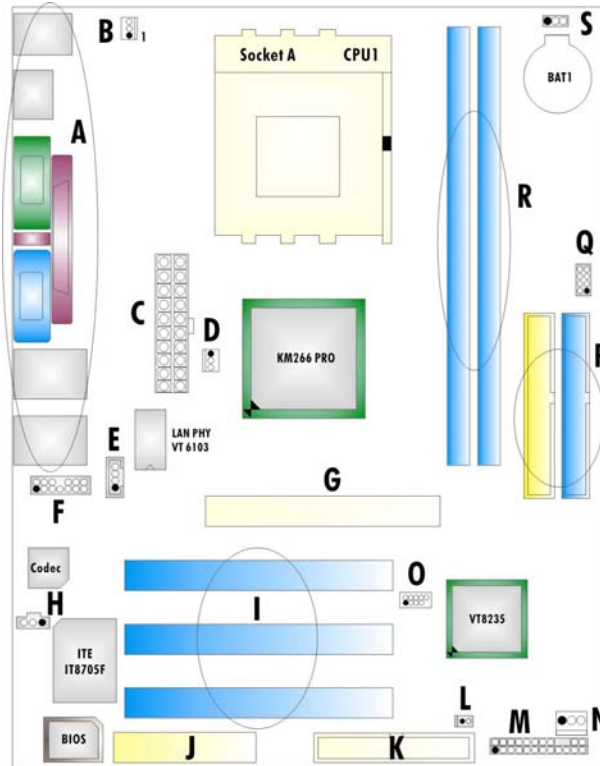 B
1
Socket A CPU1
S
BAT1
A
R
Q
C
D
KM266 PRO
P
LAN PHY
VT 6103
E
F
G
Codec
H
I
O
VT8235
ITE
IT8705F
L
M
N
BIOS
J
K